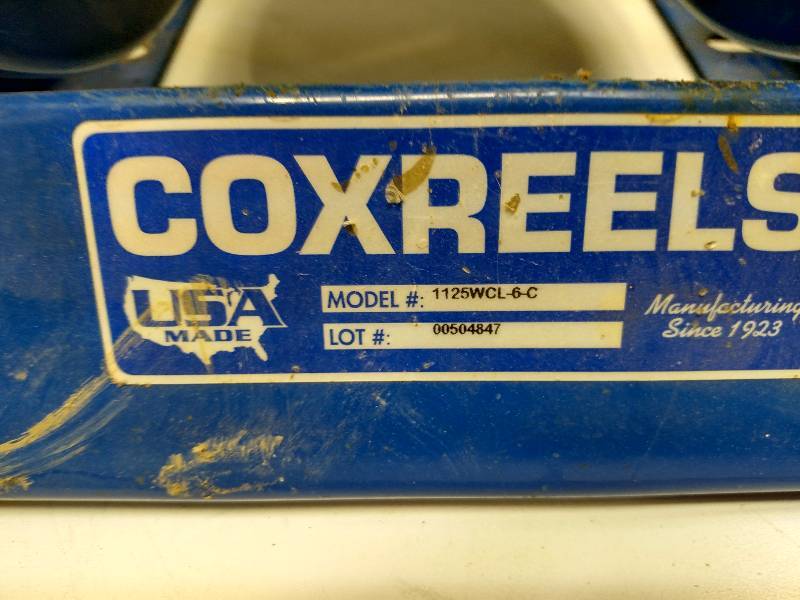 COXREELS
USA
MADE
MODEL #: 1125WCL-6-C
LOT #: 00504847
Manufacturing
Since 1923